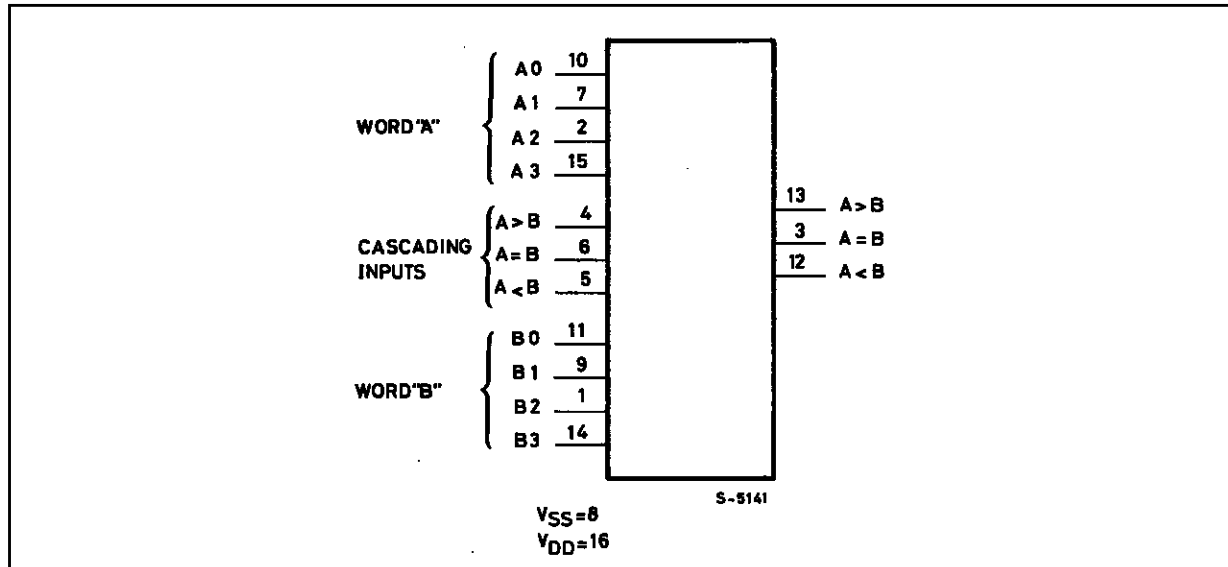 A0 10
A1 7
WORD"A"
A2 2
A3 15
13 A>B
A>B 4
3 A=B
CASCADING
INPUTS
A=B 6
12 A<B
A<B 5
B0 11
B1 9
WORD"B"
B2 1
B3 14
S-5141
VSS=8
VDD=16